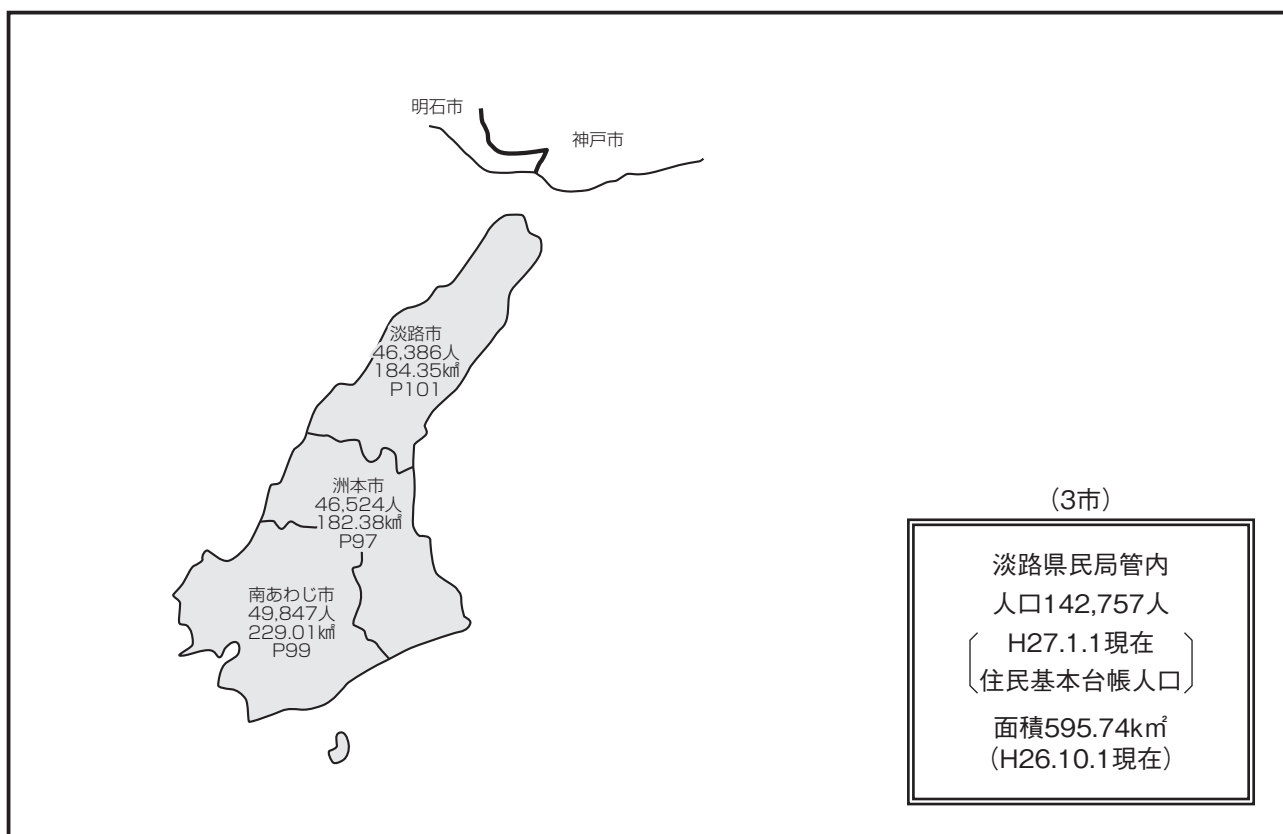 明石市
神戸市
淡路市
46,386人
184.35k㎡
P101
洲本市
46,524人
182.38k㎡
P97
南あわじ市
49,847人
229.01k㎡
P99
(3市)
淡路県民局管内
人口142,757人
H27.1.1現在
住民基本台帳人口
面積595.74k㎡
(H26.10.1現在)